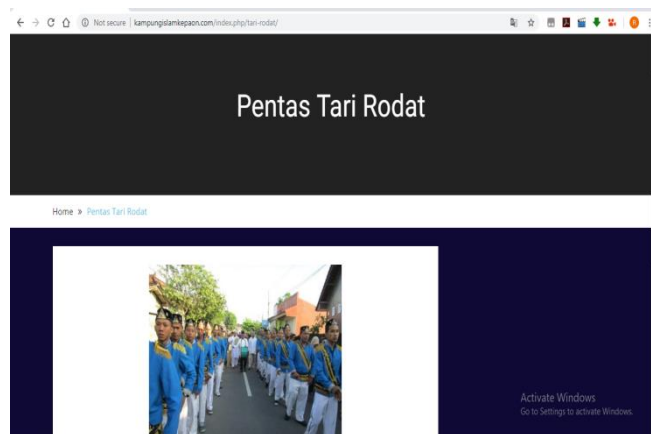 Not secure | kampungislamkepaon.com/index.php/tari-rodat/
Pentas Tari Rodat
Home » Pentas Tari Rodat
Activate Windows
Go to Settings to activate Windows.